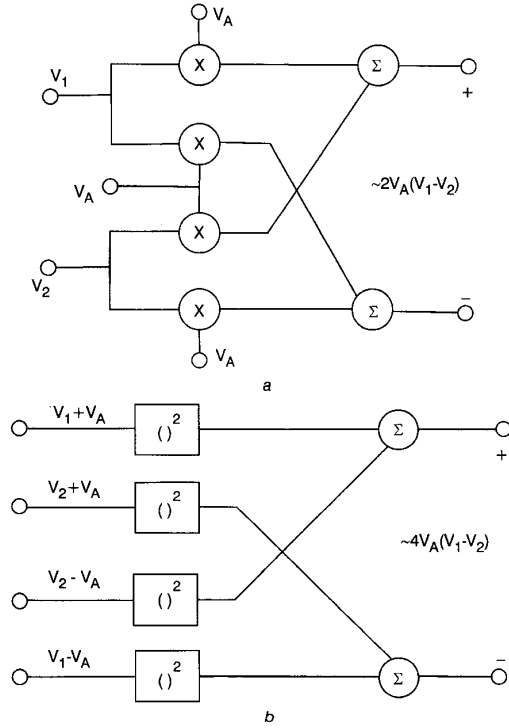 V_A
X
Σ
V_1
+
X
V_A
~2V_A(V_1-V_2)
X
V_2
X
Σ
-
V_A
a
V_1+V_A
( )^2
Σ
+
V_2+V_A
( )^2
~4V_A(V_1-V_2)
V_2-V_A
( )^2
V_1-V_A
( )^2
Σ
-
b